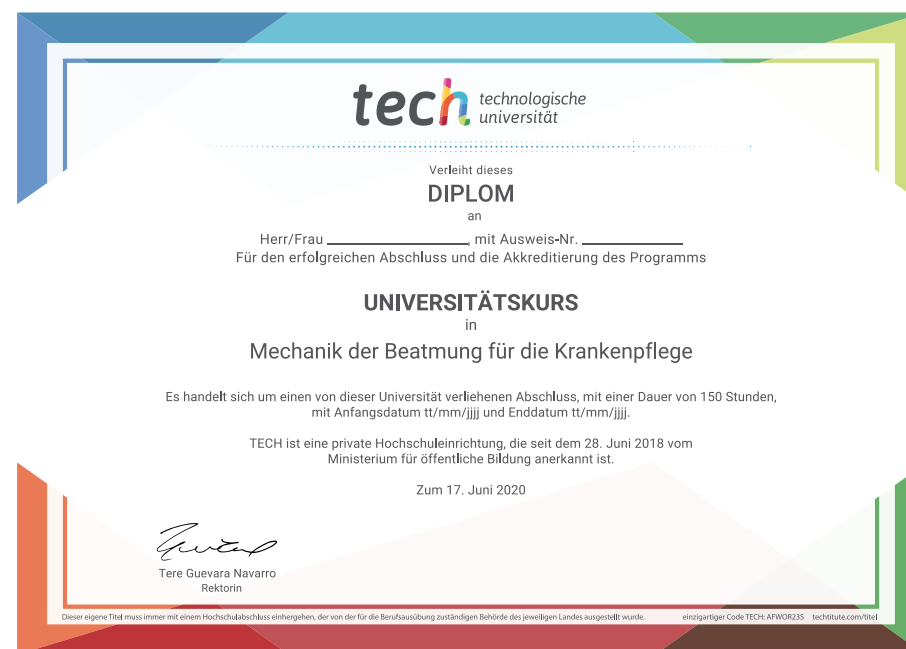 tech technologische
universität
Verleiht dieses
DIPLOM
an
Herr/Frau ____________________, mit Ausweis-Nr. ______________
Für den erfolgreichen Abschluss und die Akkreditierung des Programms
UNIVERSITÄTSKURS
in
Mechanik der Beatmung für die Krankenpflege
Es handelt sich um einen von dieser Universität verliehenen Abschluss, mit einer Dauer von 150 Stunden,
mit Anfangsdatum tt/mm/jjjj und Enddatum tt/mm/jjjj.
TECH ist eine private Hochschuleinrichtung, die seit dem 28. Juni 2018 vom
Ministerium für öffentliche Bildung anerkannt ist.
Zum 17. Juni 2020
Tere Guevara Navarro
Rektorin
Dieser eigene Titel muss immer mit einem Hochschulabschluss einhergehen, der von der für die Berufsausübung zuständigen Behörde des jeweiligen Landes ausgestellt wurde. einzigartiger Code TECH: AFWOR23S techtitute.com/titel